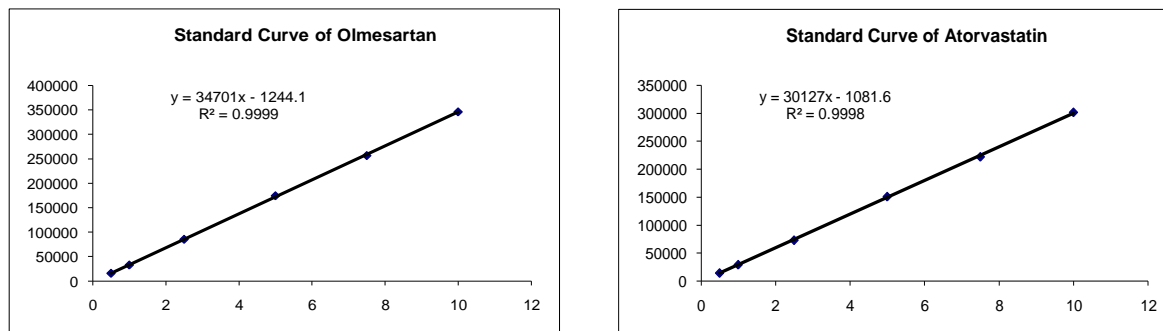 Standard Curve of Olmesartan
y = 34701x - 1244.1
R² = 0.9999
400000
350000
300000
250000
200000
150000
100000
50000
0
0 2 4 6 8 10 12
Standard Curve of Atorvastatin
y = 30127x - 1081.6
R² = 0.9998
350000
300000
250000
200000
150000
100000
50000
0
0 2 4 6 8 10 12